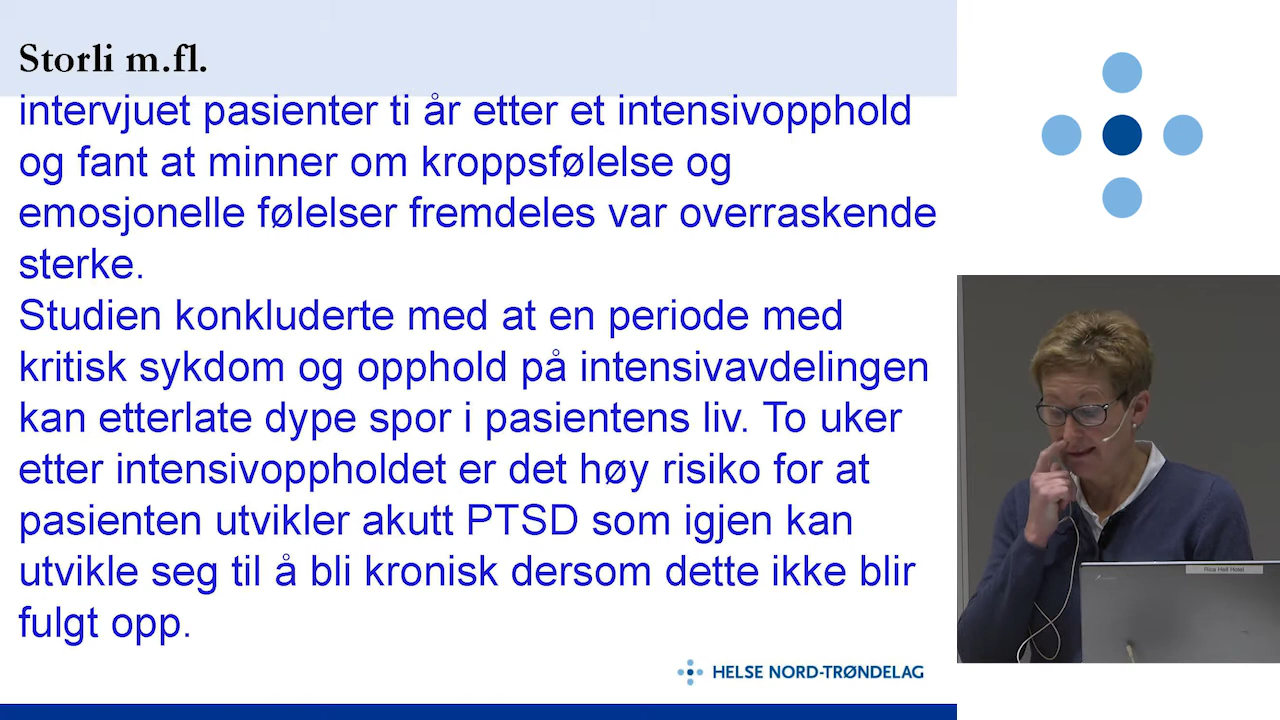 Storli m.fl.
intervjuet pasienter ti år etter et intensivopphold
og fant at minner om kroppsfølelse og
emosjonelle følelser fremdeles var overraskende
sterke.
Studien konkluderte med at en periode med
kritisk sykdom og opphold på intensivavdelingen
kan etterlate dype spor i pasientens liv. To uker
etter intensivoppholdet er det høy risiko for at
pasienten utvikler akutt PTSD som igjen kan
utvikle seg til å bli kronisk dersom dette ikke blir
fulgt opp.
HELSE NORD-TRØNDELAG
Rica Hell Hotel